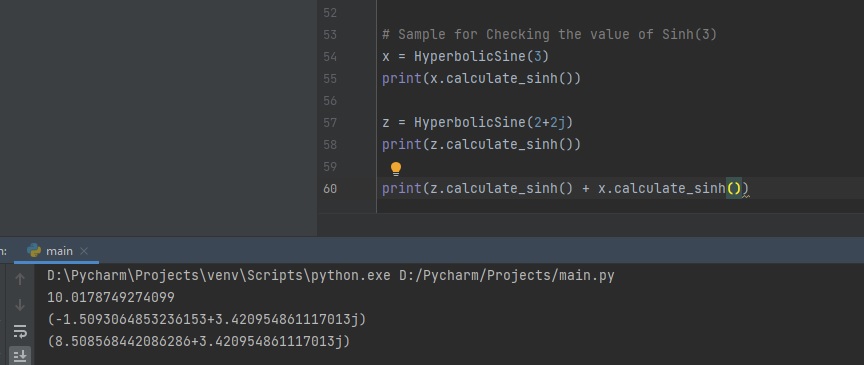 52
53 # Sample for Checking the value of Sinh(3)
54 x = HyperbolicSine(3)
55 print(x.calculate_sinh())
56
57 z = HyperbolicSine(2+2j)
58 print(z.calculate_sinh())
59
60 print(z.calculate_sinh() + x.calculate_sinh())
n: main
D:\Pycharm\Projects\venv\Scripts\python.exe D:/Pycharm/Projects/main.py
10.0178749274099
(-1.5093064853236153+3.420954861117013j)
(8.508568442086286+3.420954861117013j)